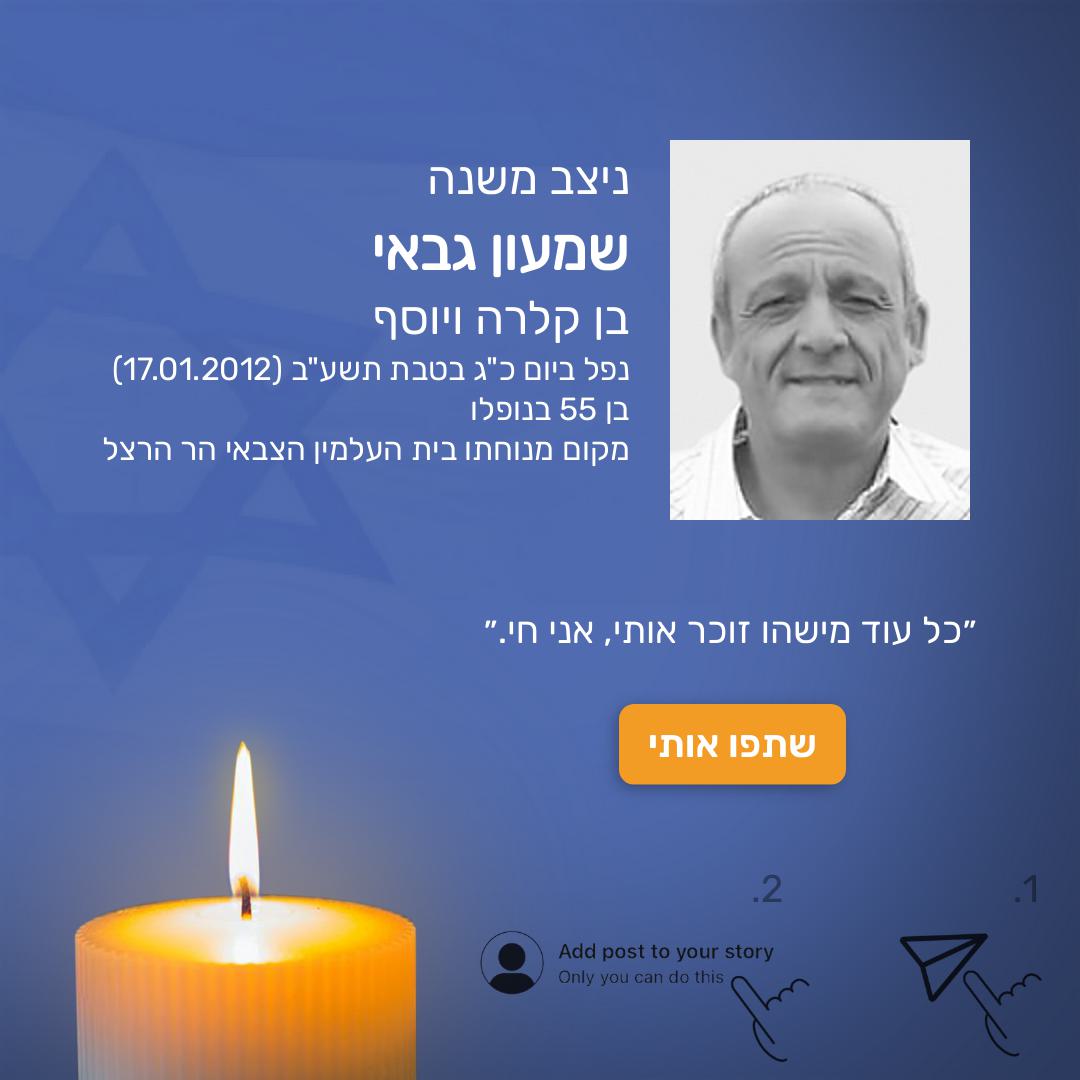 ניצב משנה
שמעון גבאי
בן קלרה ויוסף
נפל ביום כ"ג בטבת תשע"ב (17.01.2012)
בן 55 בנופלו
מקום מנוחתו בית העלמין הצבאי הר הרצל
״כל עוד מישהו זוכר אותי, אני חי.״
שתפו אותי
1.
2.
Add post to your story
Only you can do this